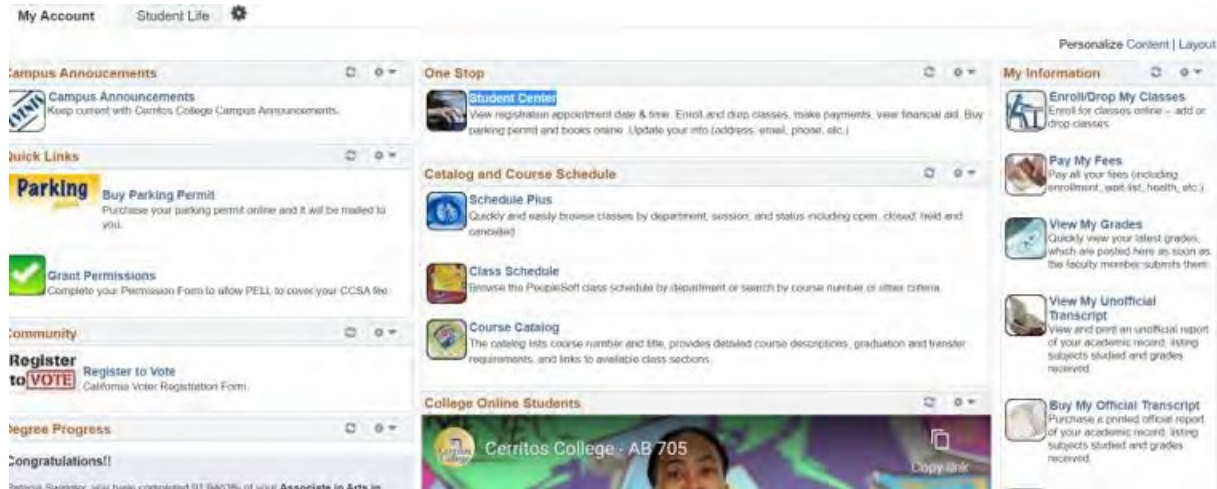 My Account
Student Life
Personalize Content | Layout
Campus Annoucements
Campus Announcements
Keep current with Cerritos College Campus Announcements.
Quick Links
Parking
Buy Parking Permit
Purchase your parking permit online and it will be mailed to
you.
Grant Permissions
Complete your Permission Form to allow PELL to cover your CCSA fee.
Community
Register
to VOTE
Register to Vote
California Voter Registration Form.
Degree Progress
Congratulations!!
you have completed of your Associate in Arts in
One Stop
Student Center
View registration appointment date & time. Enroll and drop classes, make payments, view financial aid. Buy
parking permit and books online. Update your info (address, email, phone, etc.)
Catalog and Course Schedule
Schedule Plus
Quickly and easily browse classes by department, session, and status including open, closed, held and
cancelled.
Class Schedule
Browse the PeopleSoft class schedule by department or search by course number or other criteria.
Course Catalog
The catalog lists course number and title, provides detailed course descriptions, graduation and transfer
requirements, and links to available class sections.
College Online Students
Cerritos College - AB 705
Copy link
My Information
Enroll/Drop My Classes
Enroll for classes online – add or
drop classes.
Pay My Fees
Pay all your fees (including
enrollment, wait list, health, etc.)
View My Grades
Quickly view your latest grades,
which are posted here as soon as
the faculty member submits them.
View My Unofficial
Transcript
View and print an unofficial report
of your academic record, listing
subjects studied and grades
received.
Buy My Official Transcript
Purchase a printed official report
of your academic record, listing
subjects studied and grades
received.